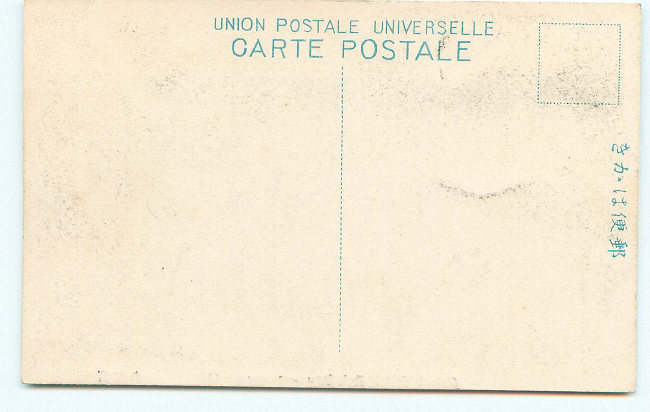 UNION POSTALE UNIVERSELLE.
CARTE POSTALE
きかは便郵